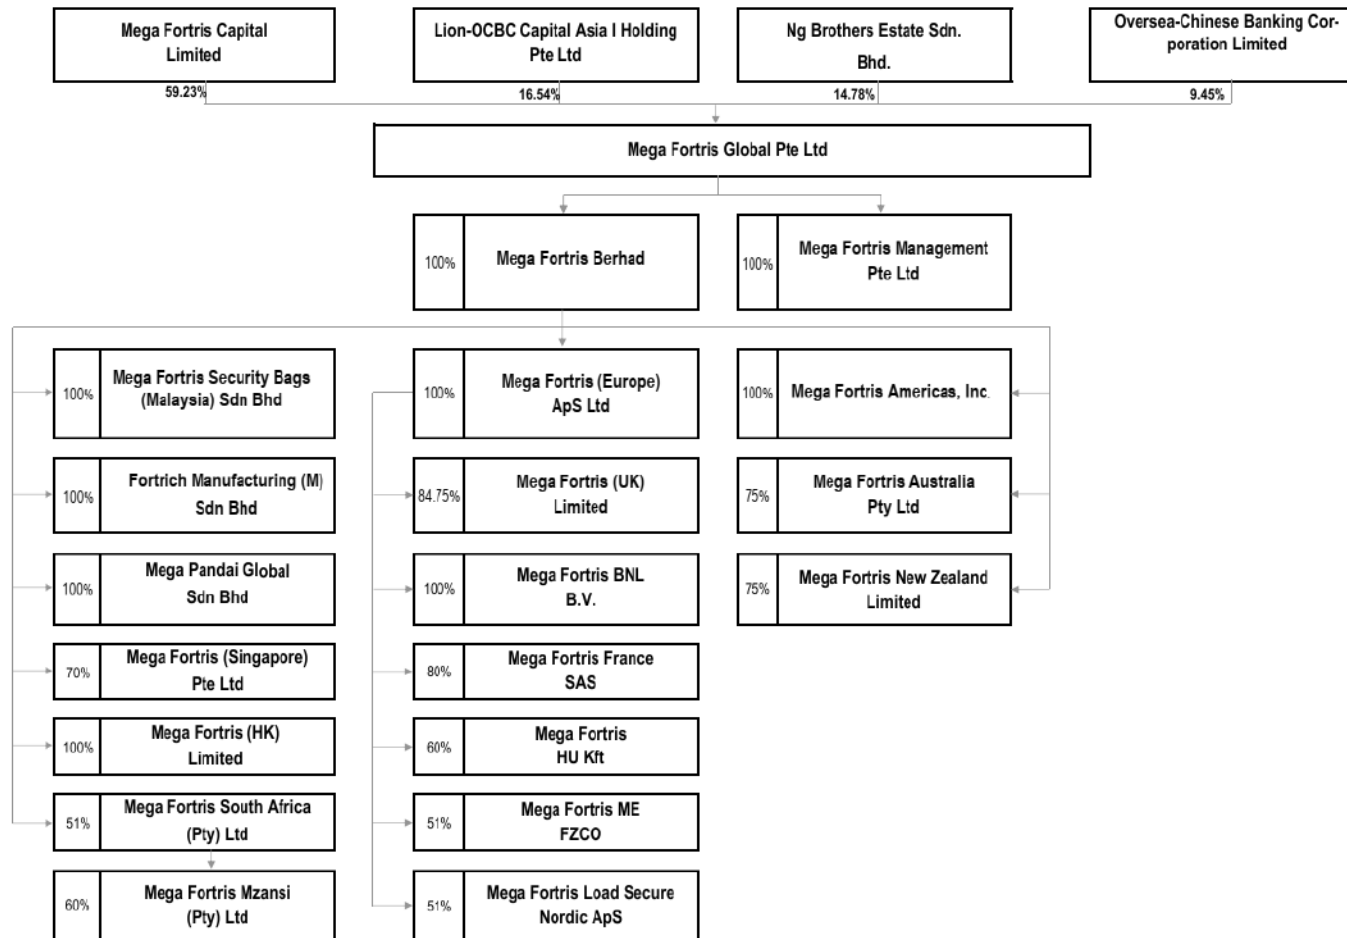 Mega Fortris Capital
Limited
Lion-OCBC Capital Asia I Holding
Pte Ltd
Ng Brothers Estate Sdn.
Bhd.
Oversea-Chinese Banking Cor-
poration Limited
59.23%
16.54%
14.78%
9.45%
Mega Fortris Global Pte Ltd
100%
Mega Fortris Berhad
100%
Mega Fortris Management
Pte Ltd
100%
Mega Fortris Security Bags
(Malaysia) Sdn Bhd
100%
Mega Fortris (Europe)
ApS Ltd
100%
Mega Fortris Americas, Inc.
100%
Fortrich Manufacturing (M)
Sdn Bhd
84.75%
Mega Fortris (UK)
Limited
75%
Mega Fortris Australia
Pty Ltd
100%
Mega Pandai Global
Sdn Bhd
100%
Mega Fortris BNL
B.V.
75%
Mega Fortris New Zealand
Limited
70%
Mega Fortris (Singapore)
Pte Ltd
80%
Mega Fortris France
SAS
100%
Mega Fortris (HK)
Limited
60%
Mega Fortris
HU Kft
51%
Mega Fortris South Africa
(Pty) Ltd
51%
Mega Fortris ME
FZCO
60%
Mega Fortris Mzansi
(Pty) Ltd
51%
Mega Fortris Load Secure
Nordic ApS